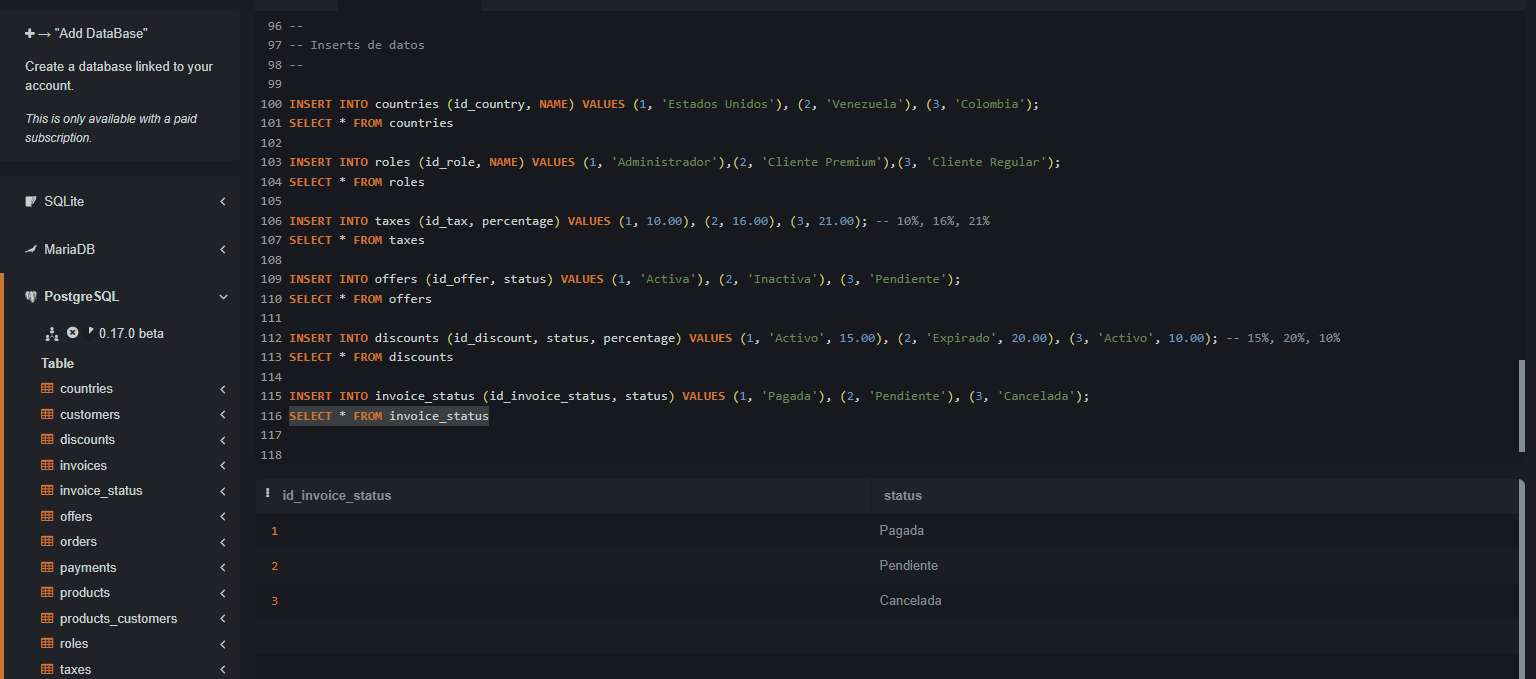 "Add DataBase"
Create a database linked to your
account.
This is only available with a paid
subscription.
SQLite
MariaDB
PostgreSQL
0.17.0 beta
Table
countries
customers
discounts
invoices
invoice_status
offers
orders
payments
products
products_customers
roles
taxes
96 --
97 -- Inserts de datos
98 --
99
100 INSERT INTO countries (id_country, NAME) VALUES (1, 'Estados Unidos'), (2, 'Venezuela'), (3, 'Colombia');
101 SELECT * FROM countries
102
103 INSERT INTO roles (id_role, NAME) VALUES (1, 'Administrador'),(2, 'Cliente Premium'),(3, 'Cliente Regular');
104 SELECT * FROM roles
105
106 INSERT INTO taxes (id_tax, percentage) VALUES (1, 10.00), (2, 16.00), (3, 21.00); -- 10%, 16%, 21%
107 SELECT * FROM taxes
108
109 INSERT INTO offers (id_offer, status) VALUES (1, 'Activa'), (2, 'Inactiva'), (3, 'Pendiente');
110 SELECT * FROM offers
111
112 INSERT INTO discounts (id_discount, status, percentage) VALUES (1, 'Activo', 15.00), (2, 'Expirado', 20.00), (3, 'Activo', 10.00); -- 15%, 20%, 10%
113 SELECT * FROM discounts
114
115 INSERT INTO invoice_status (id_invoice_status, status) VALUES (1, 'Pagada'), (2, 'Pendiente'), (3, 'Cancelada');
116 SELECT * FROM invoice_status
117
118
id_invoice_status status
1 Pagada
2 Pendiente
3 Cancelada